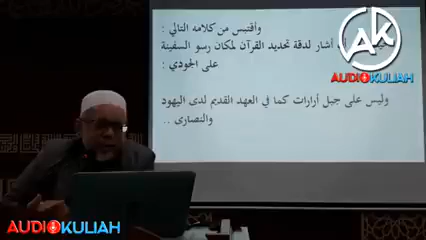 وأقتبس من كلامه التالي :
أشار لدقة تحديد القرآن لمكان رسو السفينة
على الجودي :
وليس على جبل أرارات كما في العهد القديم لدى اليهود
والنصارى ..
AK
AUDIOKULIAH
AUDIOKULIAH